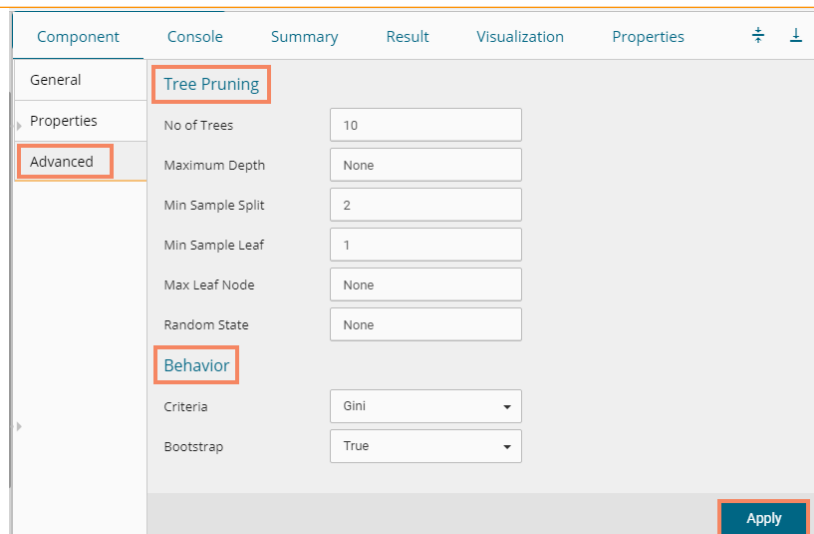 Component Console Summary Result Visualization Properties
General
Properties
Advanced
Tree Pruning
No of Trees 10
Maximum Depth None
Min Sample Split 2
Min Sample Leaf 1
Max Leaf Node None
Random State None
Behavior
Criteria Gini
Bootstrap True
Apply